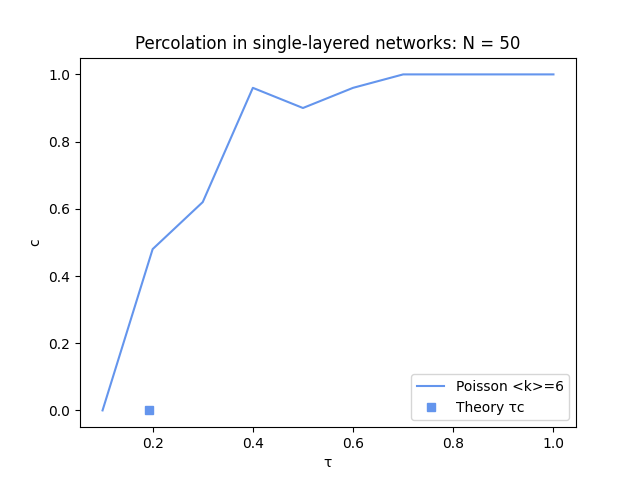 Percolation in single-layered networks: N = 50
1.0
0.8
0.6
0.4
0.2
0.0
c
0.2
0.4
0.6
0.8
1.0
τ
Poisson <k>=6
Theory τc